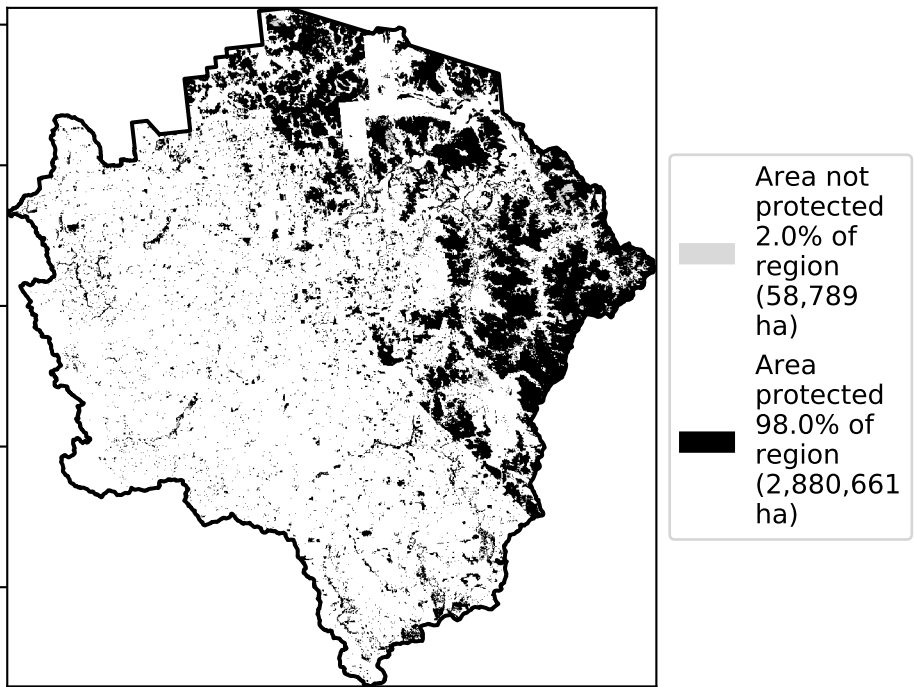 Area not
protected
2.0% of
region
(58,789
ha)
Area
protected
98.0% of
region
(2,880,661
ha)